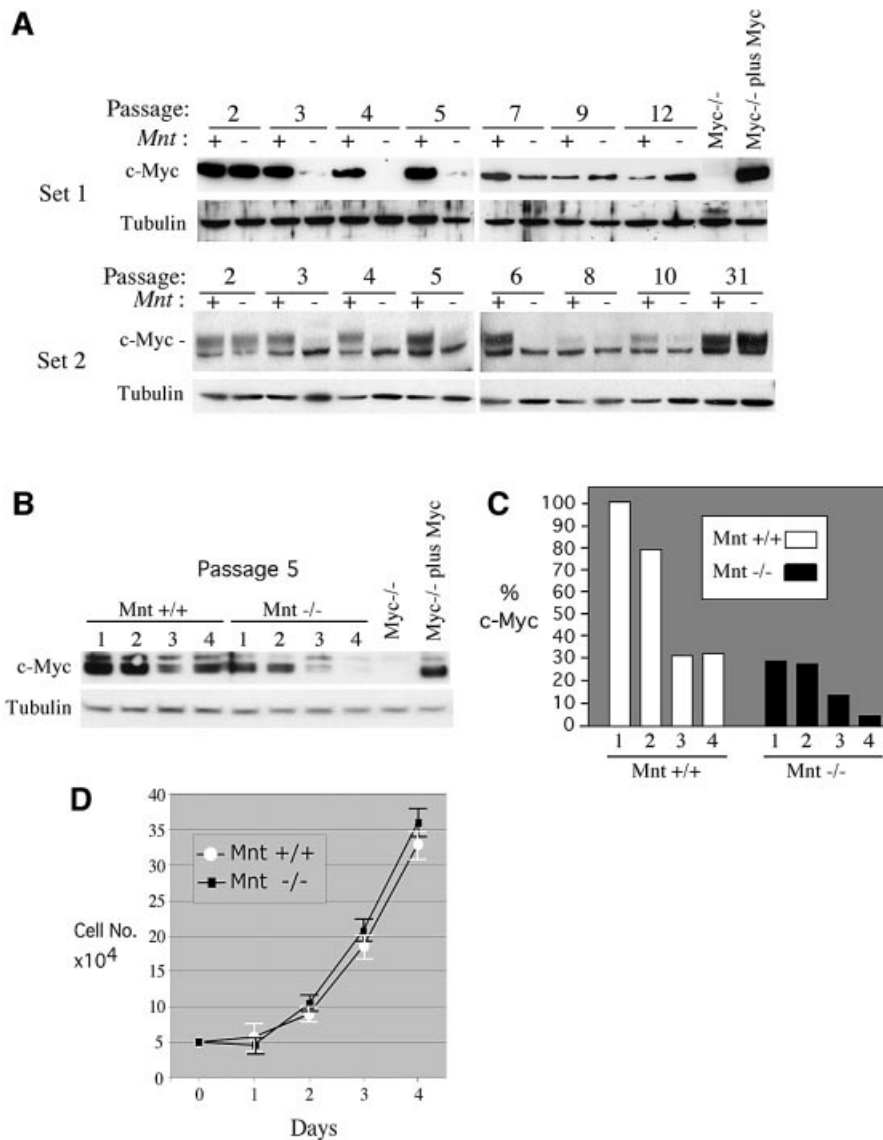 A
Passage: 2 3 4 5 7 9 12 Myc-/- Myc-/- plus Myc
Mnt : + - + - + - + - + - + - + -
Set 1
c-Myc
Tubulin
Passage: 2 3 4 5 6 8 10 31
Mnt : + - + - + - + - + - + - + - + -
Set 2
c-Myc -
Tubulin
B
Passage 5
Mnt +/+ Mnt -/- Myc-/- Myc-/- plus Myc
1 2 3 4 1 2 3 4
c-Myc
Tubulin
C
100
90
80
70
60
50
40
30
20
10
0
%
c-Myc
Mnt +/+
Mnt -/-
1 2 3 4 1 2 3 4
Mnt +/+ Mnt -/-
D
40
35
30
25
20
15
10
5
0
Mnt +/+
Mnt -/-
Cell No.
x10⁴
0 1 2 3 4
Days